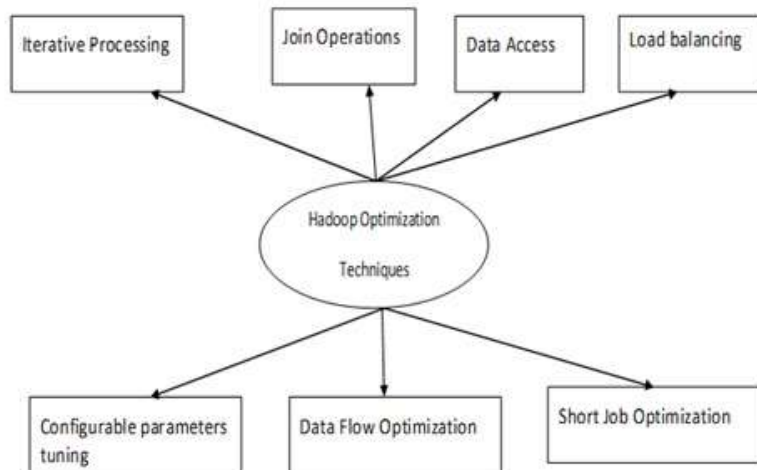 Iterative Processing
Join Operations
Data Access
Load balancing
Hadoop Optimization
Techniques
Configurable parameters
tuning
Data Flow Optimization
Short Job Optimization